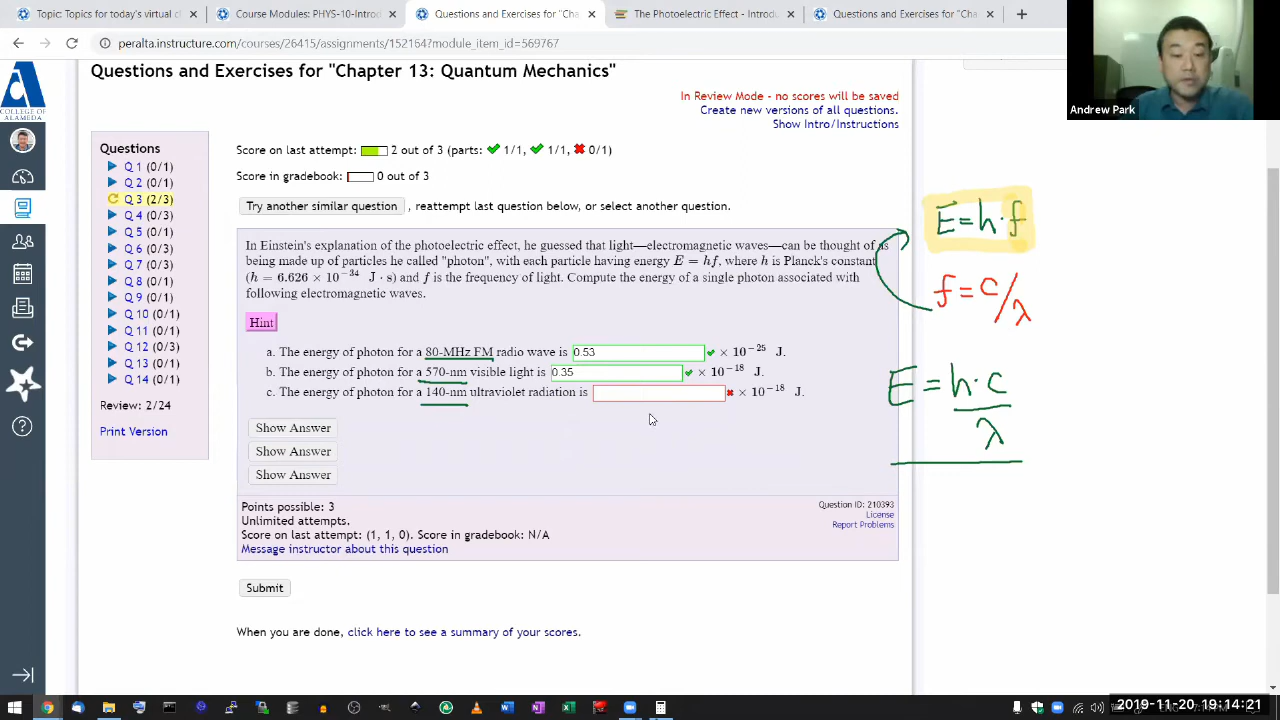 Topics for today's virtual c
Course Modules: PHYS-10-Introd
Questions and Exercises for "Cha
The Photoelectric Effect - Introdu
Questions and Exercises for "Cha
peralta.instructure.com/courses/26415/assignments/152164?module_item_id=569767
Andrew Park
COLLEGE OF
ALAMEDA
Questions and Exercises for "Chapter 13: Quantum Mechanics"
In Review Mode - no scores will be saved
Create new versions of all questions.
Show Intro/Instructions
Questions
Q 1 (0/1)
Q 2 (0/1)
Q 3 (2/3)
Q 4 (0/3)
Q 5 (0/1)
Q 6 (0/3)
Q 7 (0/3)
Q 8 (0/1)
Q 9 (0/1)
Q 10 (0/1)
Q 11 (0/1)
Q 12 (0/3)
Q 13 (0/1)
Q 14 (0/1)
Review: 2/24
Print Version
Score on last attempt: 2 out of 3 (parts: 1/1, 1/1, 0/1)
Score in gradebook: 0 out of 3
Try another similar question , reattempt last question below, or select another question.
In Einstein's explanation of the photoelectric effect, he guessed that light—electromagnetic waves—can be thought of as
being made up of particles he called "photon", with each particle having energy E = hf, where h is Planck's constant
(h = 6.626 × 10⁻³⁴ J · s) and f is the frequency of light. Compute the energy of a single photon associated with
following electromagnetic waves.
Hint
a. The energy of photon for a 80-MHz FM radio wave is 0.53 × 10⁻²⁵ J.
b. The energy of photon for a 570-nm visible light is 0.35 × 10⁻¹⁸ J.
c. The energy of photon for a 140-nm ultraviolet radiation is × 10⁻¹⁸ J.
Show Answer
Show Answer
Show Answer
Points possible: 3
Unlimited attempts.
Score on last attempt: (1, 1, 0). Score in gradebook: N/A
Message instructor about this question
Question ID: 210393
License
Report Problems
Submit
When you are done, click here to see a summary of your scores.
E = h · f
f = c/λ
E = h · c
λ
2019-11-20 19:14:21